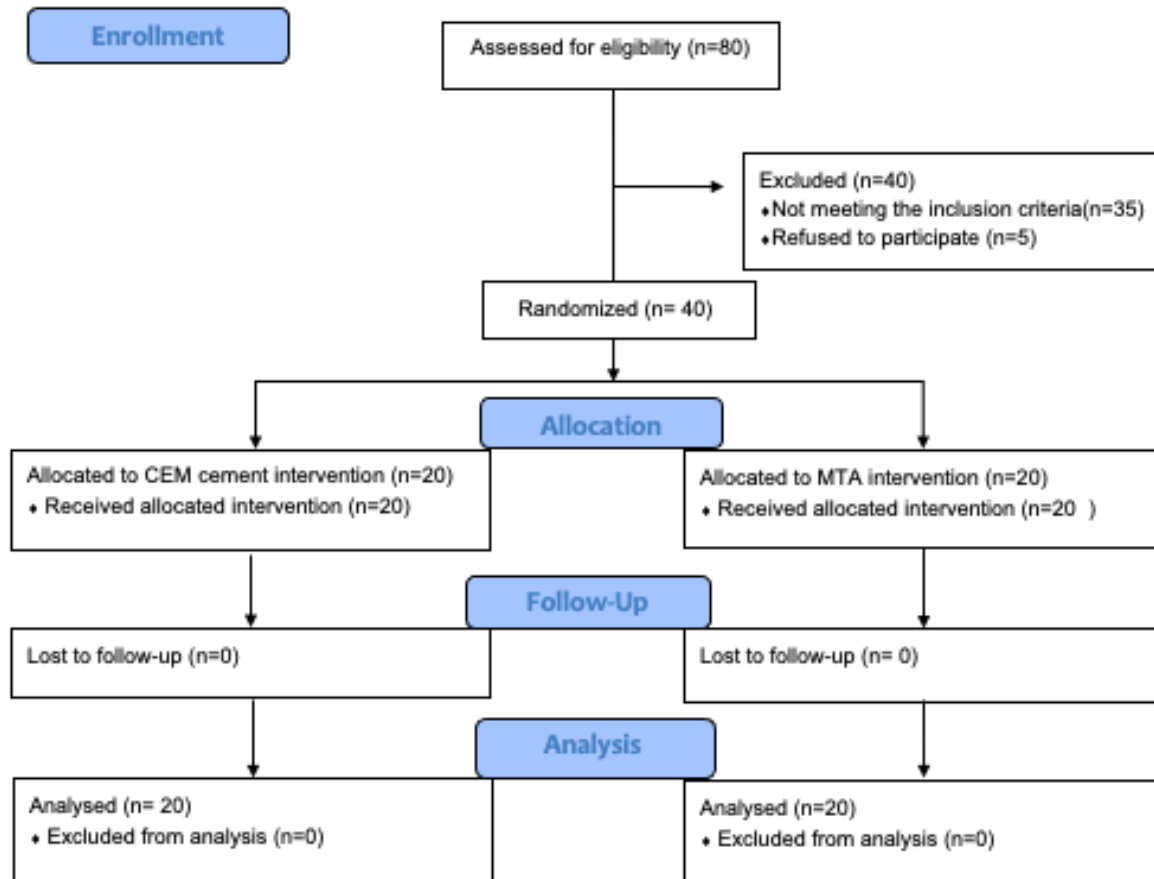 Enrollment
Assessed for eligibility (n=80)
Excluded (n=40)
⬧Not meeting the inclusion criteria(n=35)
⬧Refused to participate (n=5)
Randomized (n= 40)
Allocation
Allocated to CEM cement intervention (n=20)
⬧ Received allocated intervention (n=20)
Allocated to MTA intervention (n=20)
⬧ Received allocated intervention (n=20  )
Follow-Up
Lost to follow-up (n=0)
Lost to follow-up (n= 0)
Analysis
Analysed (n= 20)
⬧ Excluded from analysis (n=0)
Analysed (n=20)
⬧ Excluded from analysis (n=0)